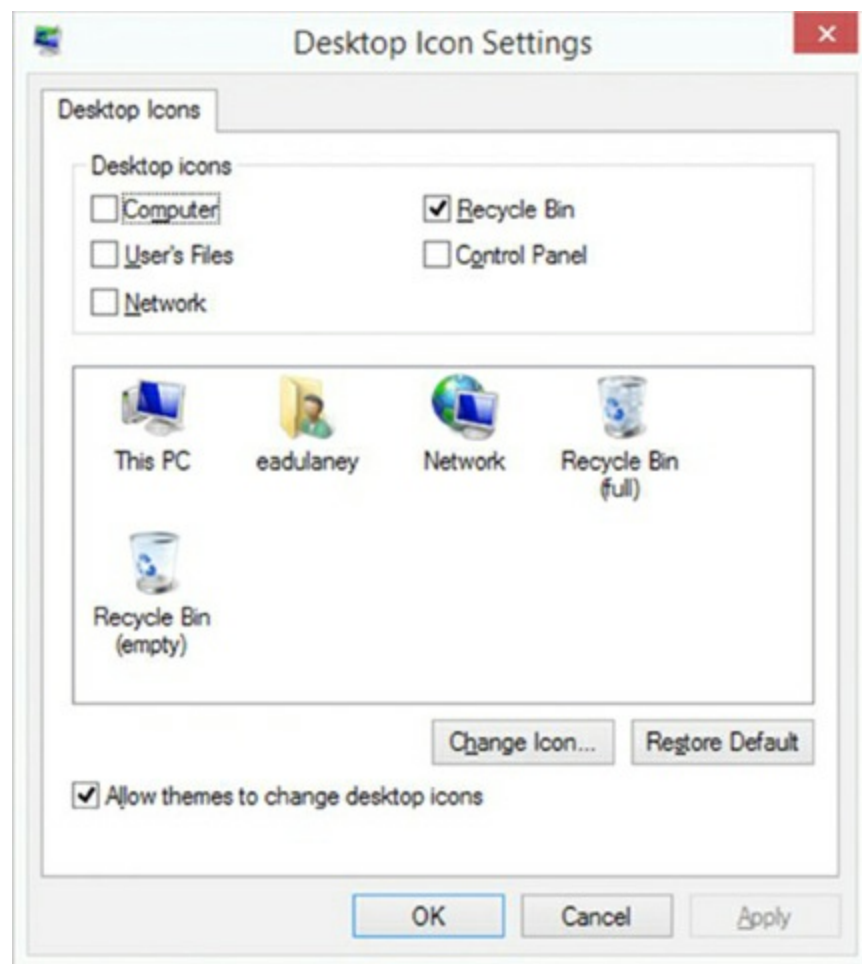 Desktop Icon Settings
Desktop Icons
Desktop icons
Computer
Recycle Bin
User's Files
Control Panel
Network
This PC
eadulaney
Network
Recycle Bin
(full)
Recycle Bin
(empty)
Change Icon...
Restore Default
Allow themes to change desktop icons
OK
Cancel
Apply